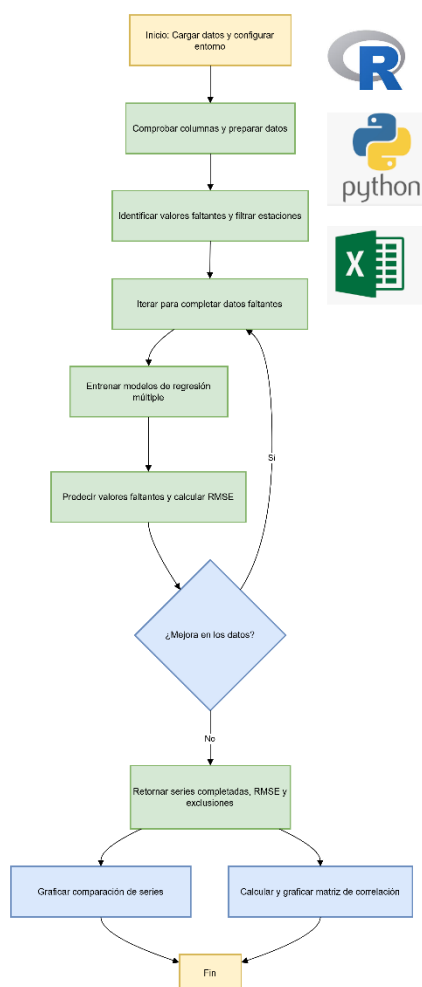 Inicio: Cargar datos y configurar
entorno
R
Comprobar columnas y preparar datos
python
Identificar valores faltantes y filtrar estaciones
X
Iterar para completar datos faltantes
Entrenar modelos de regresión
múltiple
Si
Predecir valores faltantes y calcular RMSE
¿Mejora en los datos?
No
Retornar series completadas, RMSE y
exclusiones
Graficar comparación de series
Calcular y graficar matriz de correlación
Fin